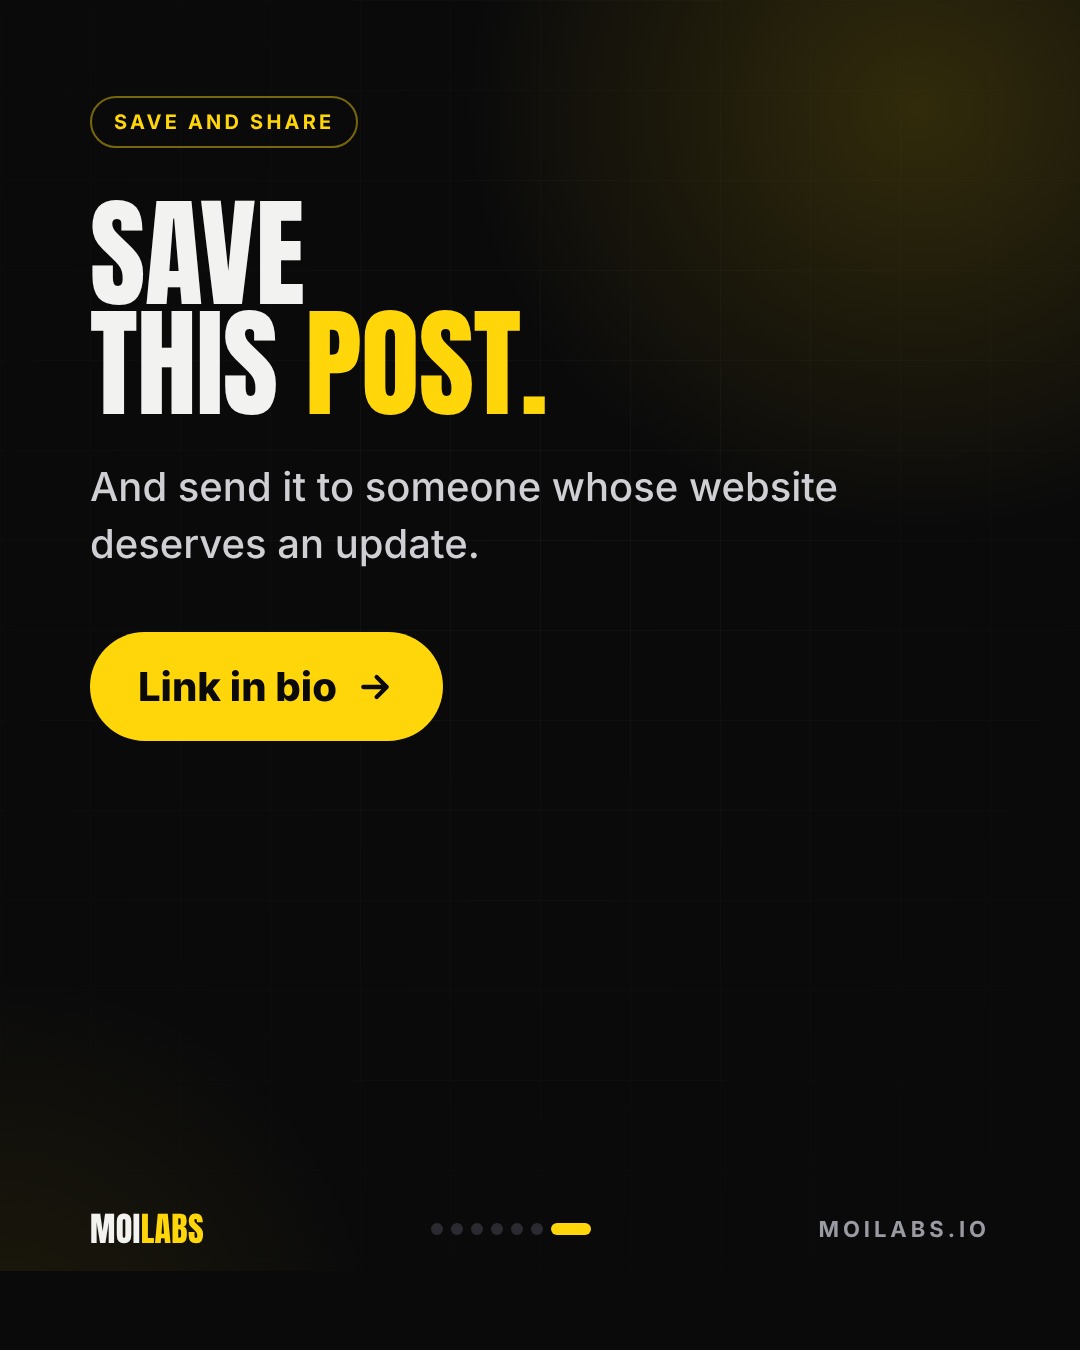 SAVE AND SHARE
SAVE
THIS POST.
And send it to someone whose website
deserves an update.
Link in bio →
MOILABS
MOILABS.IO